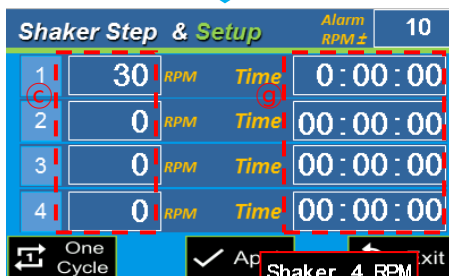 Shaker Step & Setup Alarm RPM± 10
1 30 RPM Time 0:00:00
ⓒ ⓖ
2 0 RPM Time 00:00:00
3 0 RPM Time 00:00:00
4 0 RPM Time 00:00:00
1 One Cycle
Shaker 4 RPM